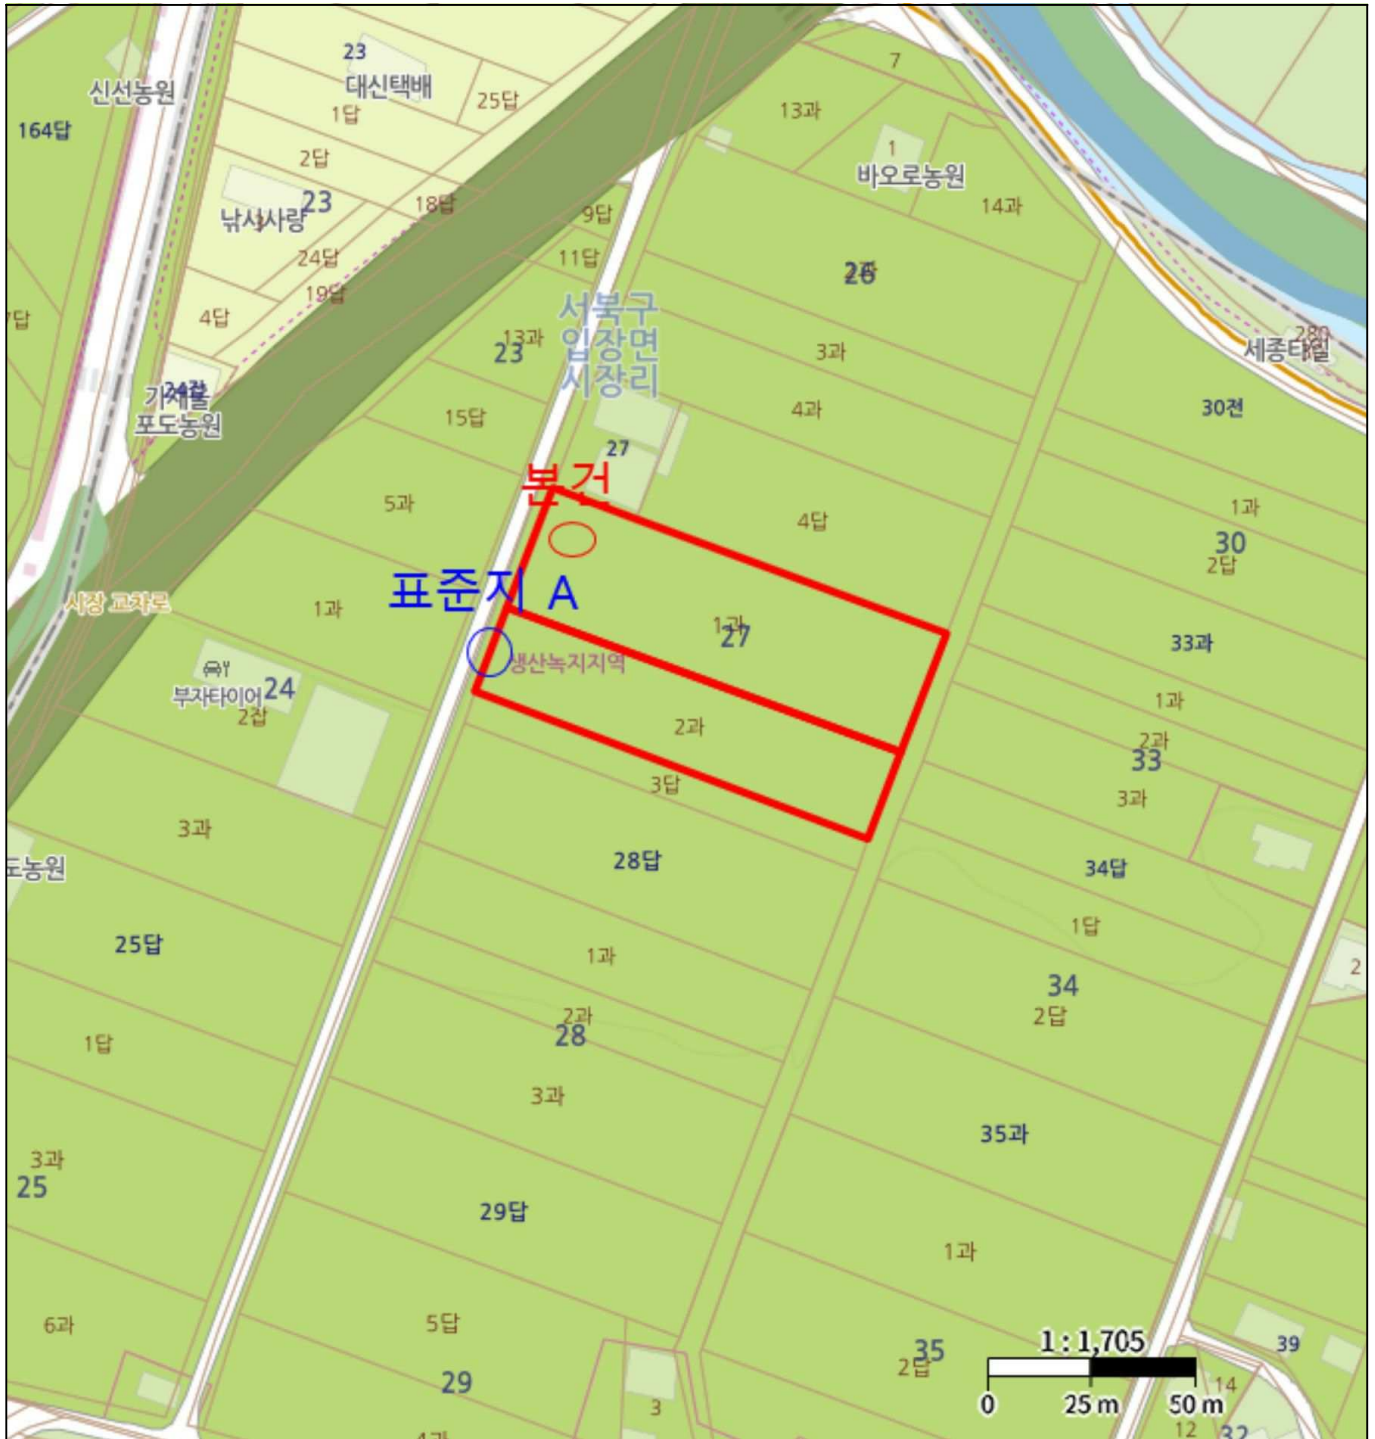 23
신선농원
대신택배
25답
164답
1답
7
13과
1
바오로농원
2답
23
낚시사랑
18답
9답
14과
24답
11답
19답
26
4답
서북구
입장면
시장리
13과
23
3과
280
세종타일
가재울
포도농원
15답
4과
30전
27
본건
5과
4답
1과
30
2답
표준지 A
시장 교차로
1과
1과
27
33과
생산녹지지역
부자타이어
24
2잡
2과
1과
2과
33
3답
3과
3과
28답
34답
도농원
25답
1답
1과
34
2
2과
28
2답
1답
3과
35과
3과
25
29답
1과
6과
5답
1 : 1,705
35
2답
39
29
0
25 m
50 m
14
3
12
32